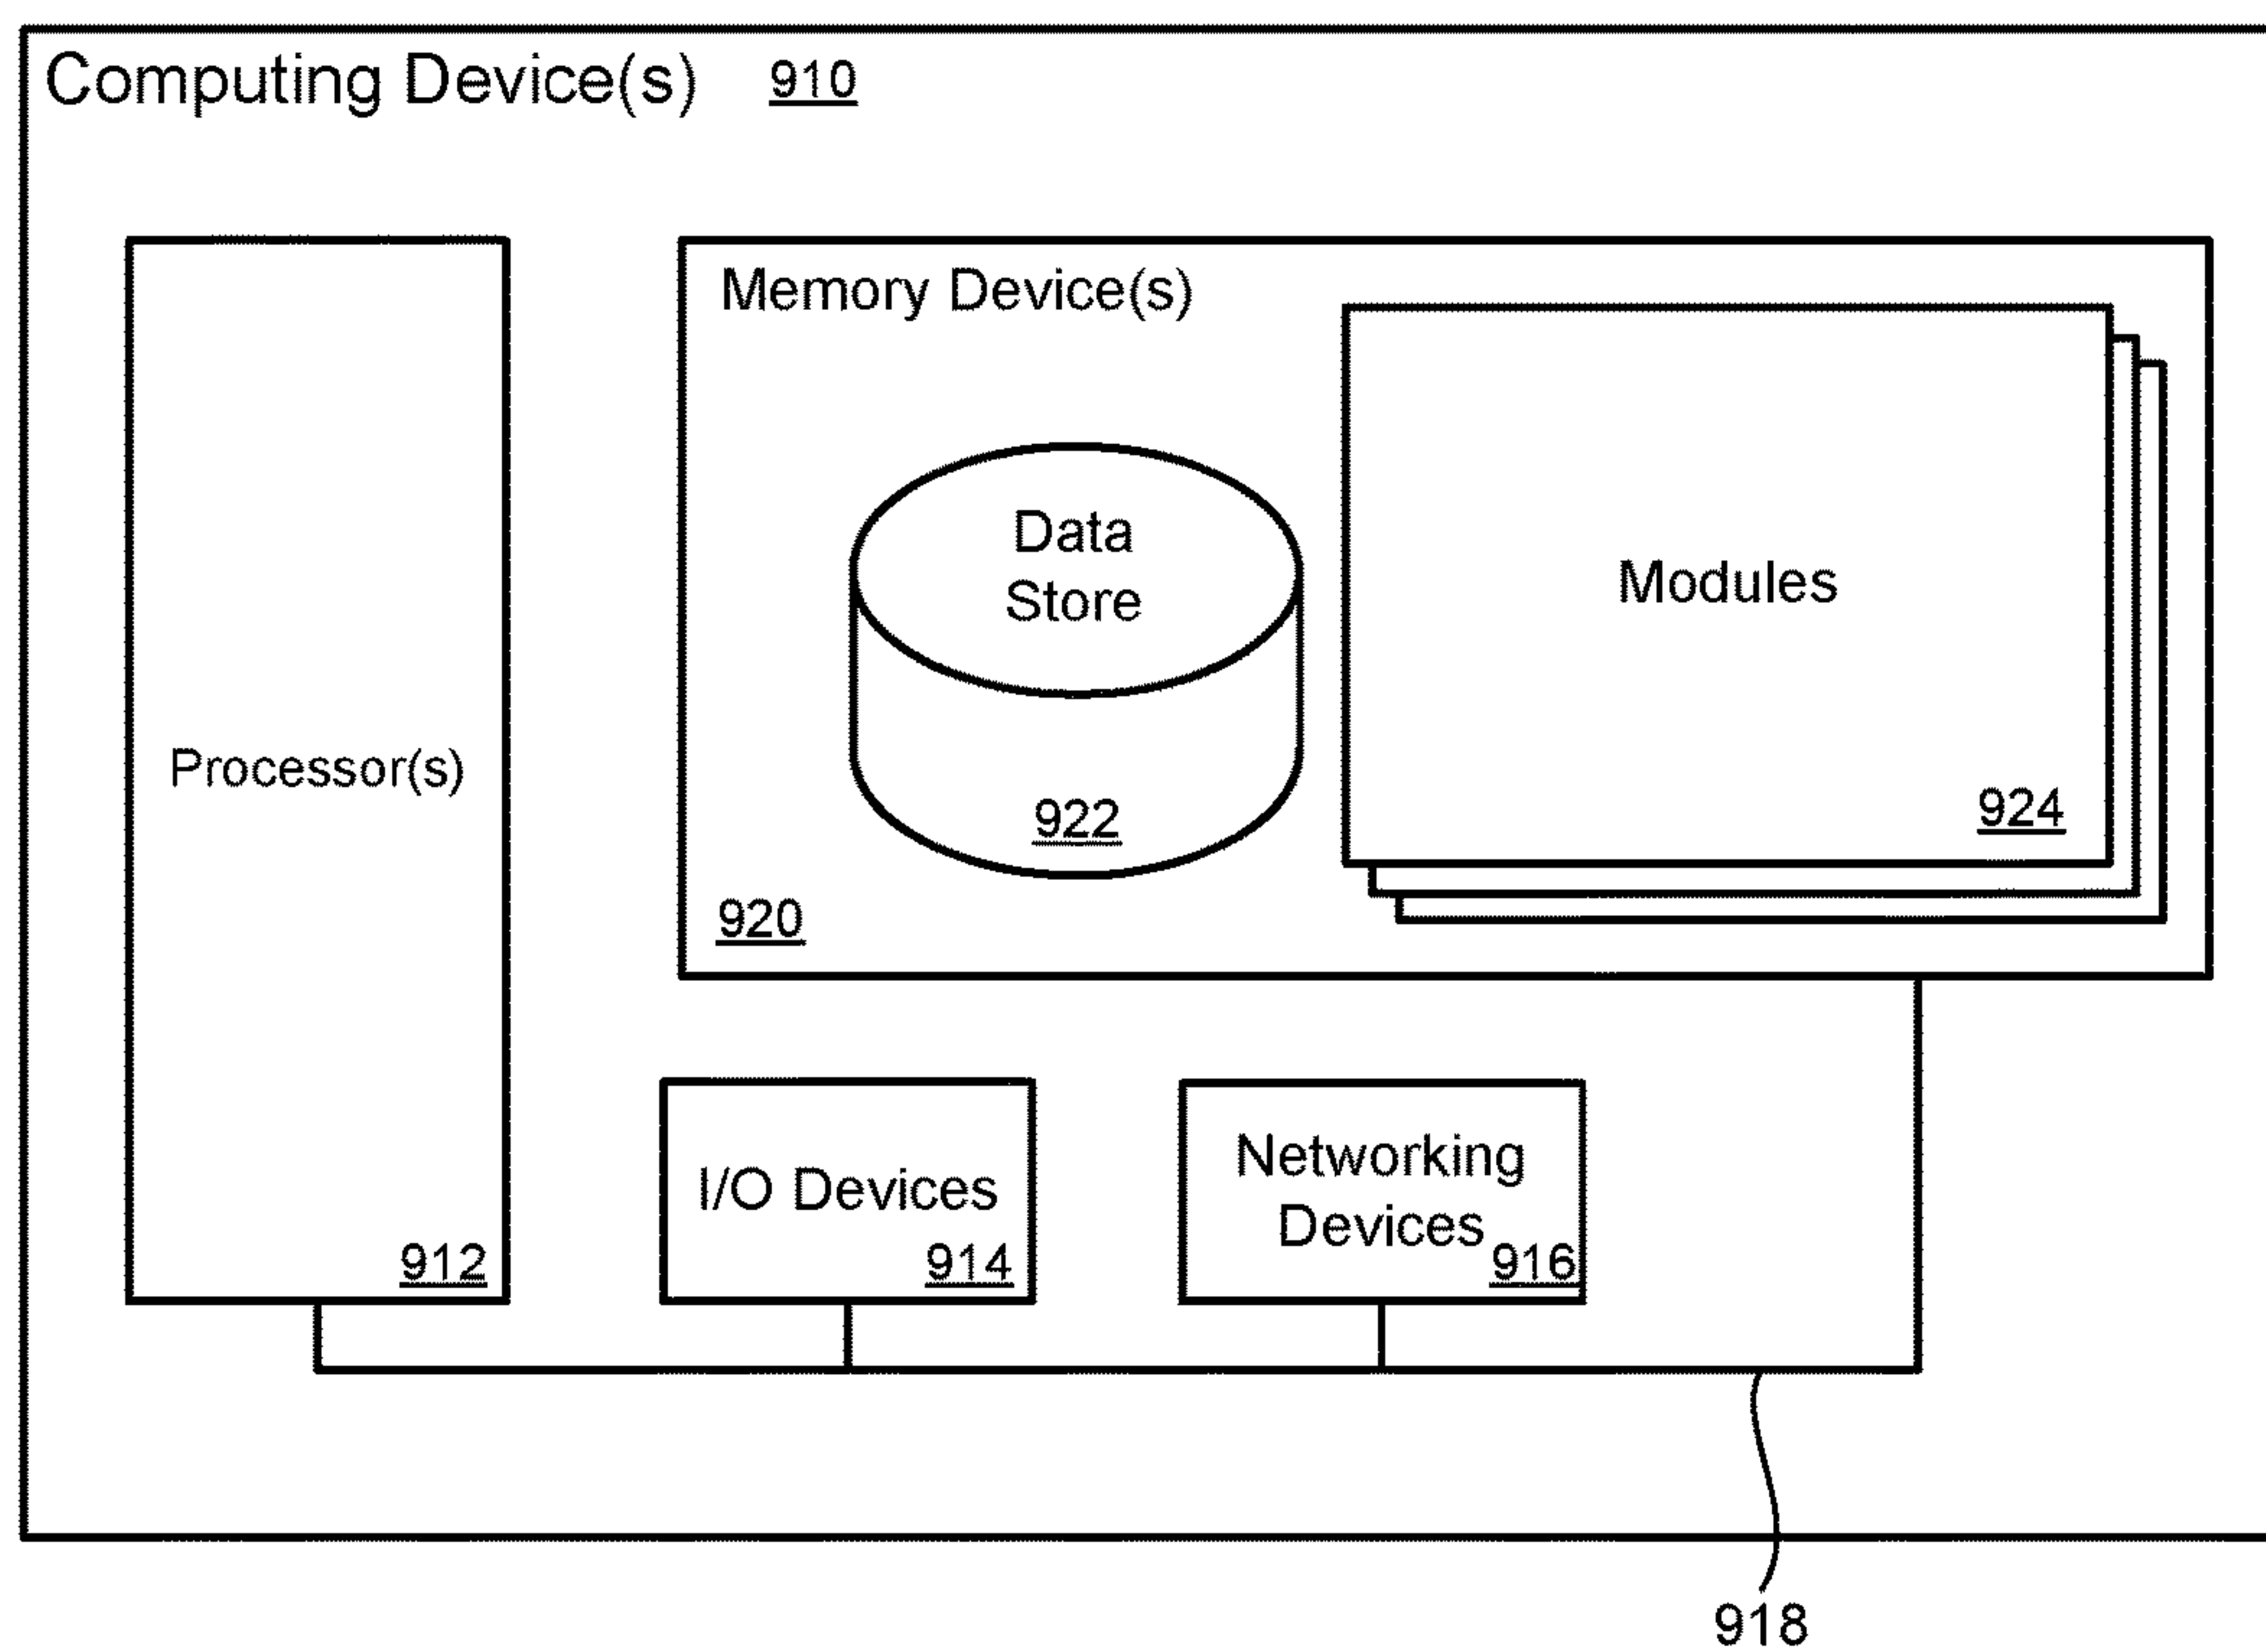 Computing Device(s) 910
Memory Device(s)
Data
Store
Modules
Processor(s)
924
922
920
Networking
I/O Devices
Devices
912
914
916
918